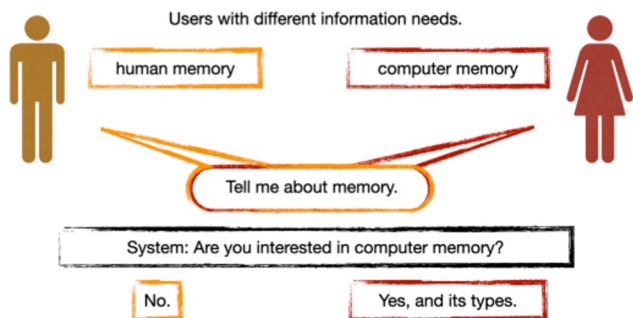 Users with different information needs.
human memory
computer memory
Tell me about memory.
System: Are you interested in computer memory?
No.
Yes, and its types.